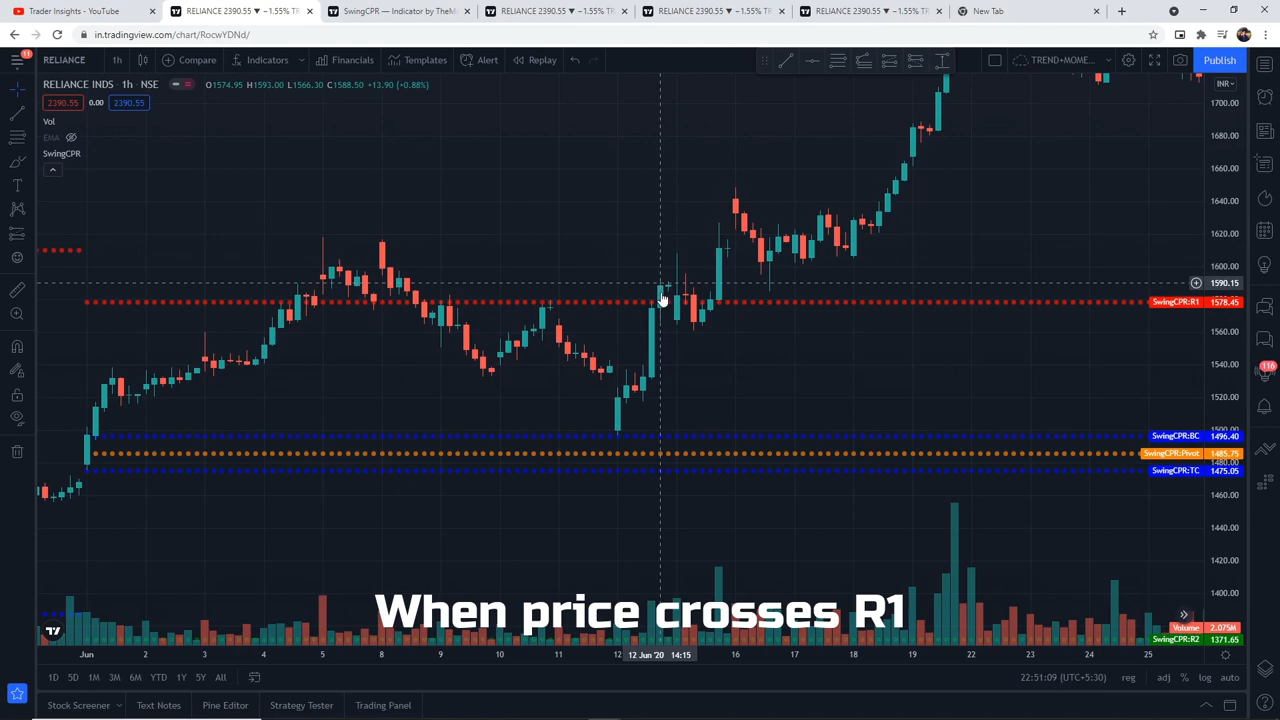 Trader Insights - YouTube
RELIANCE 2390.55 ▼ −1.55% TR
SwingCPR — Indicator by TheM
RELIANCE 2390.55 ▼ −1.55% TR
RELIANCE 2390.55 ▼ −1.55% TR
RELIANCE 2390.55 ▼ −1.55% TR
New Tab
in.tradingview.com/chart/RocwYDNd/
11
RELIANCE
1h
Compare
Indicators
Financials
Templates
Alert
Replay
TREND+MOME...
Publish
RELIANCE INDS · 1h · NSE
O1574.95 H1593.00 L1566.30 C1588.50 +13.90 (+0.88%)
INR
2390.55 0.00 2390.55
Vol
EMA
SwingCPR
1700.00
1680.00
1660.00
1640.00
1620.00
1600.00
1590.15
SwingCPR:R1 1578.45
1560.00
1540.00
1520.00
1500.00
SwingCPR:BC 1496.40
SwingCPR:Pivot 1485.75
1480.00
SwingCPR:TC 1475.05
1460.00
1440.00
1420.00
1400.00
116
When price crosses R1
Volume 2.075M
SwingCPR:R2 1371.65
Jun 2 3 4 5 8 9 10 11 12 12 Jun '20 14:15 16 17 18 19 22 23 24 25
1D 5D 1M 3M 6M YTD 1Y 5Y All
22:51:09 (UTC+5:30) reg adj % log auto
Stock Screener
Text Notes
Pine Editor
Strategy Tester
Trading Panel